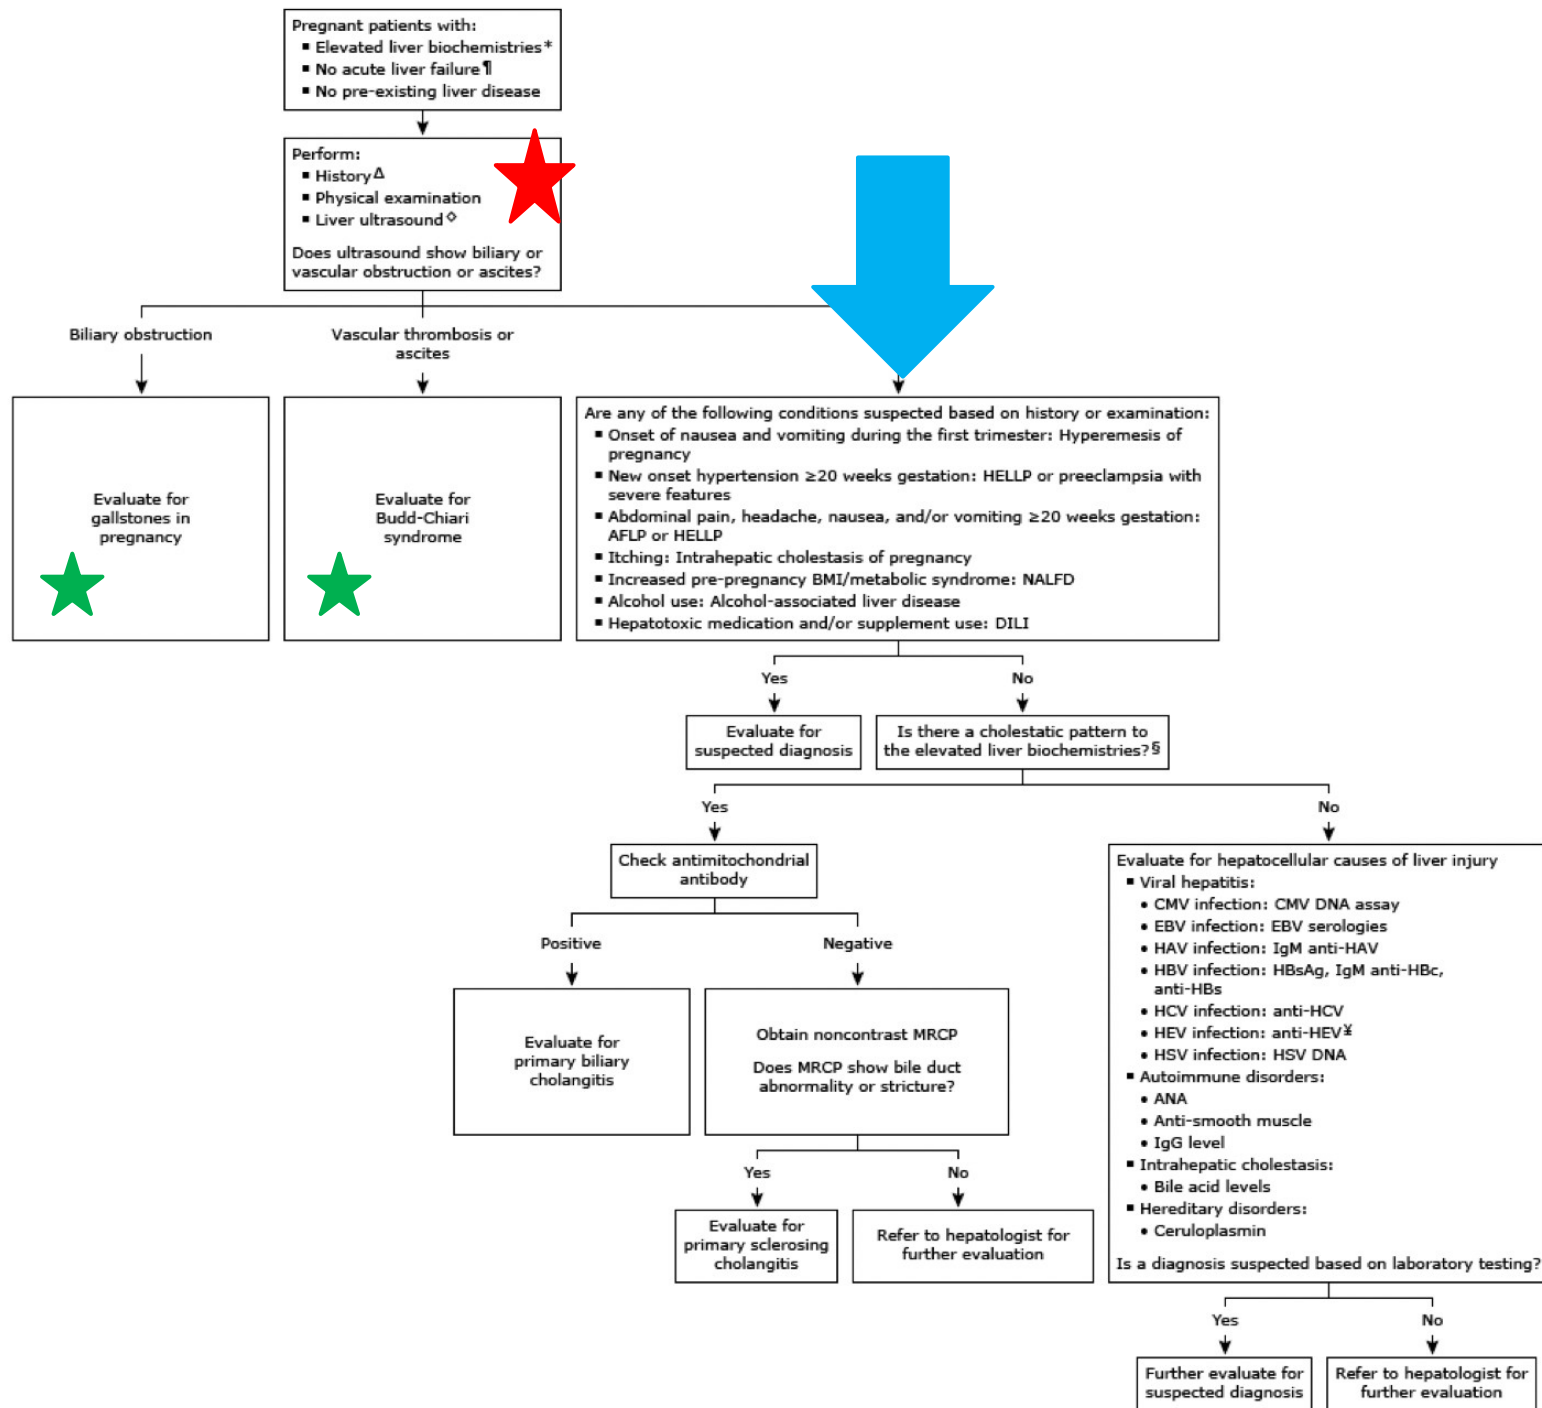 Pregnant patients with:
▪ Elevated liver biochemistries*
▪ No acute liver failure¶
▪ No pre-existing liver disease
Perform:
▪ HistoryΔ
▪ Physical examination
▪ Liver ultrasound◇
Does ultrasound show biliary or
vascular obstruction or ascites?
Biliary obstruction
Vascular thrombosis or
ascites
Evaluate for
gallstones in
pregnancy
Evaluate for
Budd-Chiari
syndrome
Are any of the following conditions suspected based on history or examination:
▪ Onset of nausea and vomiting during the first trimester: Hyperemesis of
pregnancy
▪ New onset hypertension ≥20 weeks gestation: HELLP or preeclampsia with
severe features
▪ Abdominal pain, headache, nausea, and/or vomiting ≥20 weeks gestation:
AFLP or HELLP
▪ Itching: Intrahepatic cholestasis of pregnancy
▪ Increased pre-pregnancy BMI/metabolic syndrome: NALFD
▪ Alcohol use: Alcohol-associated liver disease
▪ Hepatotoxic medication and/or supplement use: DILI
Yes
No
Evaluate for
suspected diagnosis
Is there a cholestatic pattern to
the elevated liver biochemistries?§
Yes
No
Check antimitochondrial
antibody
Positive
Negative
Evaluate for
primary biliary
cholangitis
Obtain noncontrast MRCP
Does MRCP show bile duct
abnormality or stricture?
Yes
No
Evaluate for
primary sclerosing
cholangitis
Refer to hepatologist for
further evaluation
Evaluate for hepatocellular causes of liver injury
▪ Viral hepatitis:
• CMV infection: CMV DNA assay
• EBV infection: EBV serologies
• HAV infection: IgM anti-HAV
• HBV infection: HBsAg, IgM anti-HBc,
anti-HBs
• HCV infection: anti-HCV
• HEV infection: anti-HEV¥
• HSV infection: HSV DNA
▪ Autoimmune disorders:
• ANA
• Anti-smooth muscle
• IgG level
▪ Intrahepatic cholestasis:
• Bile acid levels
▪ Hereditary disorders:
• Ceruloplasmin
Is a diagnosis suspected based on laboratory testing?
Yes
No
Further evaluate for
suspected diagnosis
Refer to hepatologist for
further evaluation